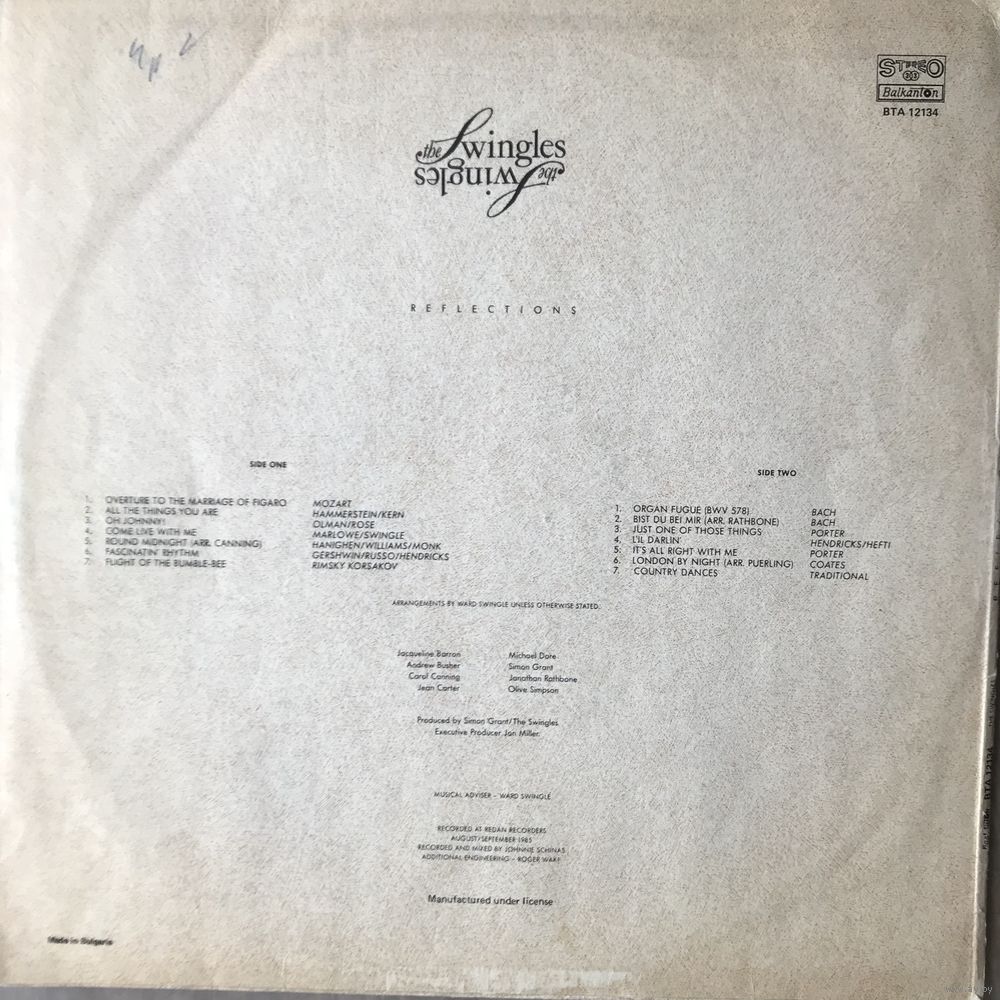 STEREO
33
Balkanton
BTA 12134
the Swingles
the Swingles
REFLECTIONS
SIDE ONE
1. OVERTURE TO THE MARRIAGE OF FIGARO MOZART
2. ALL THE THINGS YOU ARE HAMMERSTEIN/KERN
3. OH JOHNNY! OLMAN/ROSE
4. COME LIVE WITH ME MARLOWE/SWINGLE
5. ROUND MIDNIGHT (ARR. CANNING) HANIGHEN/WILLIAMS/MONK
6. FASCINATIN' RHYTHM GERSHWIN/RUSSO/HENDRICKS
7. FLIGHT OF THE BUMBLE-BEE RIMSKY KORSAKOV
SIDE TWO
1. ORGAN FUGUE (BWV 578) BACH
2. BIST DU BEI MIR (ARR. RATHBONE) BACH
3. JUST ONE OF THOSE THINGS PORTER
4. L'IL DARLIN' HENDRICKS/HEFTI
5. IT'S ALL RIGHT WITH ME PORTER
6. LONDON BY NIGHT (ARR. PUERLING) COATES
7. COUNTRY DANCES TRADITIONAL
ARRANGEMENTS BY WARD SWINGLE UNLESS OTHERWISE STATED.
Jacqueline Barron Michael Dore
Andrew Busher Simon Grant
Carol Canning Jonathan Rathbone
Jean Carter Olive Simpson
Produced by Simon Grant/The Swingles
Executive Producer Jon Miller.
MUSICAL ADVISER – WARD SWINGLE
RECORDED AT REDAN RECORDERS
AUGUST/SEPTEMBER 1985
RECORDED AND MIXED BY JOHNNIE SCHINAS
ADDITIONAL ENGINEERING – ROGER WAKE
Manufactured under license
Made in Bulgaria